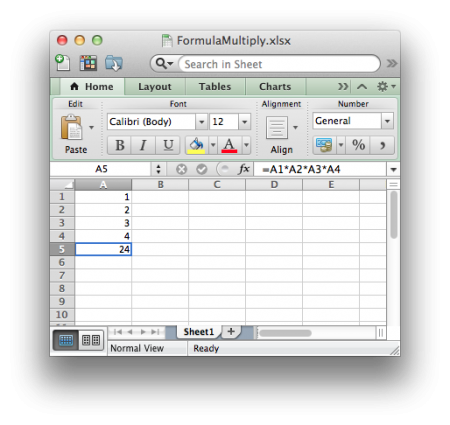 FormulaMultiply.xlsx
Search in Sheet
Home Layout Tables Charts
Edit Font Alignment Number
Calibri (Body) 12 General
Paste B I U A Align % ,
A5 fx =A1*A2*A3*A4
A B C D E
1 1
2 2
3 3
4 4
5 24
6
7
8
9
10
Sheet1 +
Normal View Ready